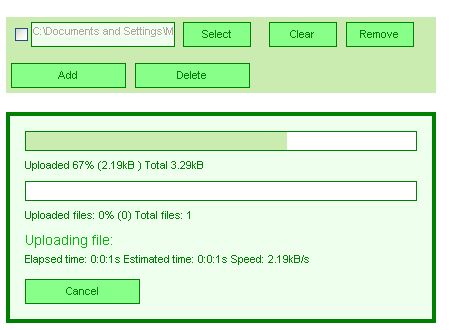 C:\Documents and Settings\M Select Clear Remove
Add Delete
Uploaded 67% (2.19kB ) Total 3.29kB
Uploaded files: 0% (0) Total files: 1
Uploading file:
Elapsed time: 0:0:1s Estimated time: 0:0:1s Speed: 2.19kB/s
Cancel